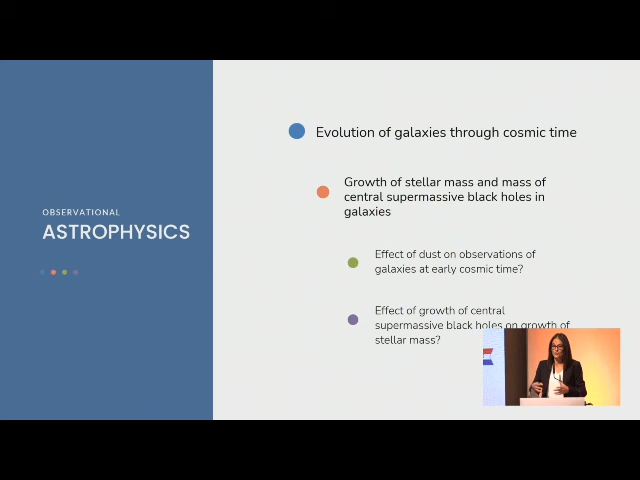 OBSERVATIONAL
ASTROPHYSICS
Evolution of galaxies through cosmic time
Growth of stellar mass and mass of
central supermassive black holes in
galaxies
Effect of dust on observations of
galaxies at early cosmic time?
Effect of growth of central
supermassive black holes on growth of
stellar mass?